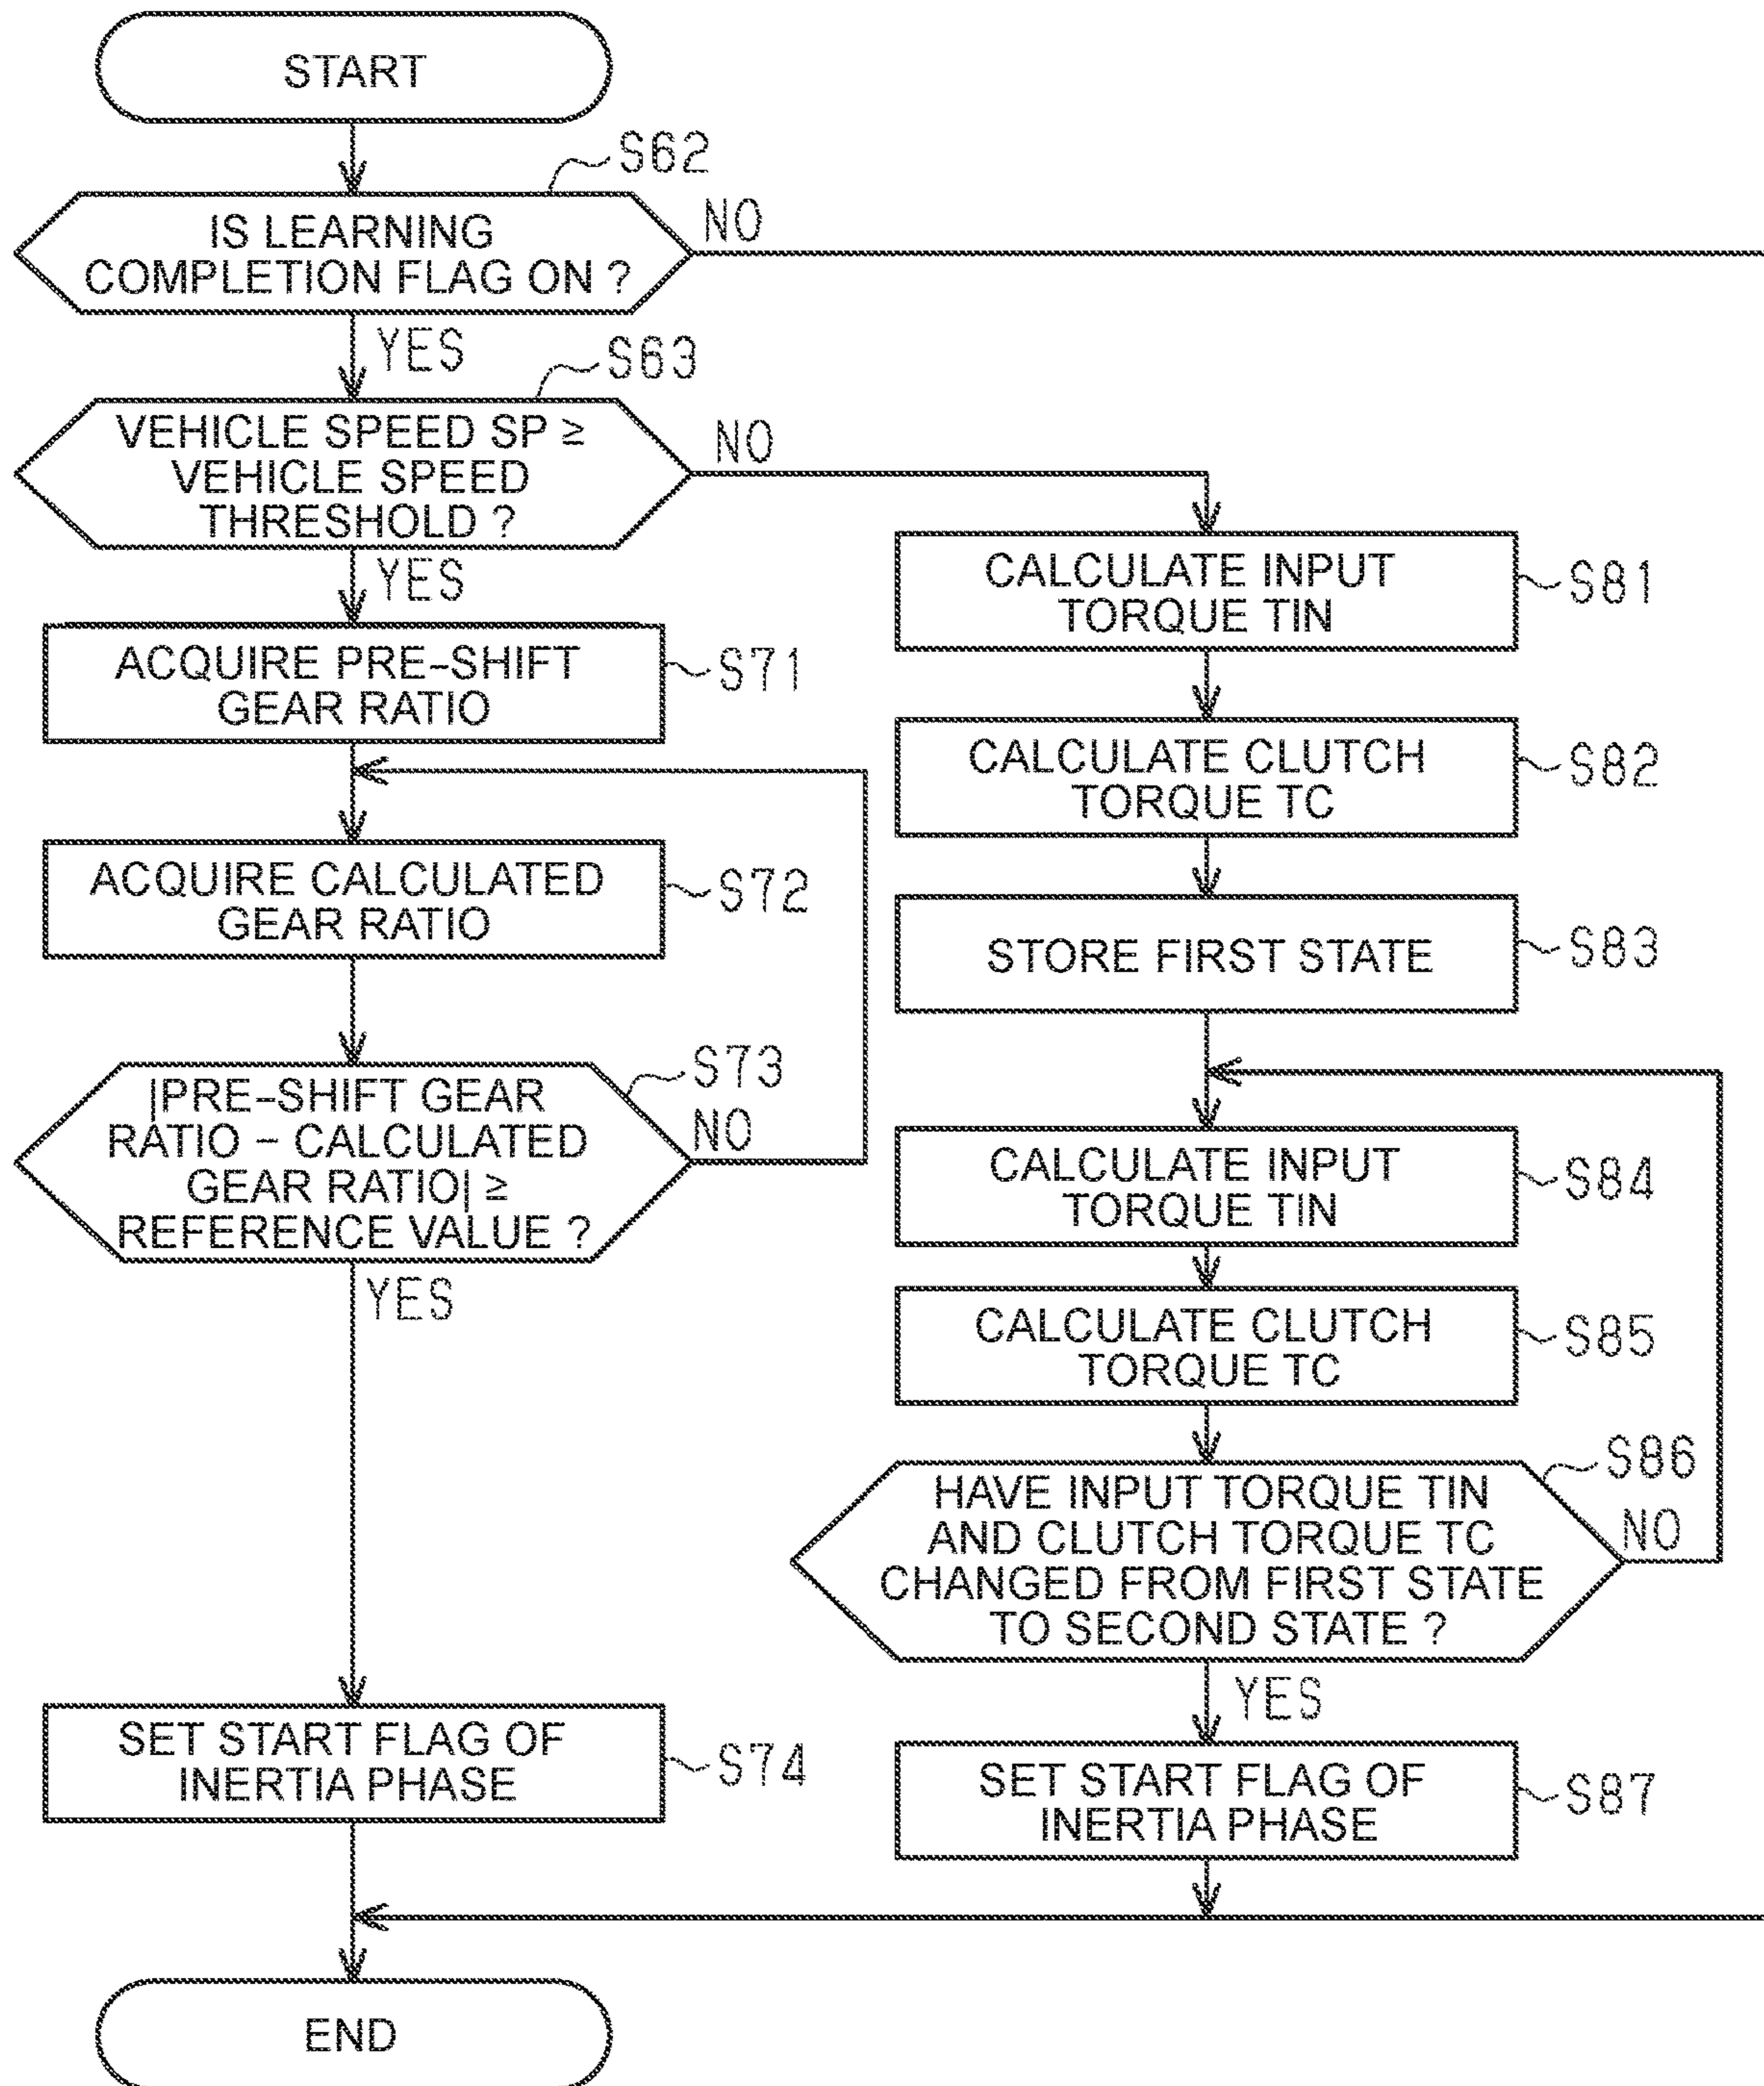 START
S62
IS LEARNING
COMPLETION FLAG ON ?
NO
YES
S63
VEHICLE SPEED SP ≥
VEHICLE SPEED
THRESHOLD ?
NO
YES
ACQUIRE PRE-SHIFT
GEAR RATIO
S71
ACQUIRE CALCULATED
GEAR RATIO
S72
S73
|PRE-SHIFT GEAR
RATIO - CALCULATED
GEAR RATIO| ≥
REFERENCE VALUE ?
NO
YES
SET START FLAG OF
INERTIA PHASE
S74
CALCULATE INPUT
TORQUE TIN
S81
CALCULATE CLUTCH
TORQUE TC
S82
STORE FIRST STATE
S83
CALCULATE INPUT
TORQUE TIN
S84
CALCULATE CLUTCH
TORQUE TC
S85
S86
HAVE INPUT TORQUE TIN
AND CLUTCH TORQUE TC
CHANGED FROM FIRST STATE
TO SECOND STATE ?
NO
YES
SET START FLAG OF
INERTIA PHASE
S87
END